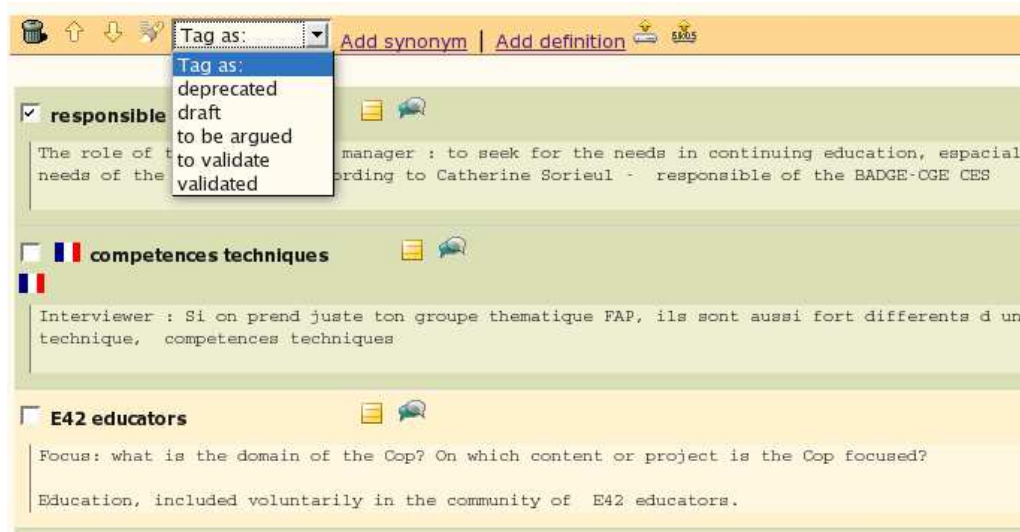 Tag as: Add synonym | Add definition SKOS
Tag as:
deprecated
draft
to be argued
to validate
validated
responsible
The role of t manager : to seek for the needs in continuing education, espacial
needs of the ording to Catherine Sorieul - responsible of the BADGE-CGE CES
competences techniques
Interviewer : Si on prend juste ton groupe thematique FAP, ils sont aussi fort differents d un
technique, competences techniques
E42 educators
Focus: what is the domain of the Cop? On which content or project is the Cop focused?
Education, included voluntarily in the community of E42 educators.